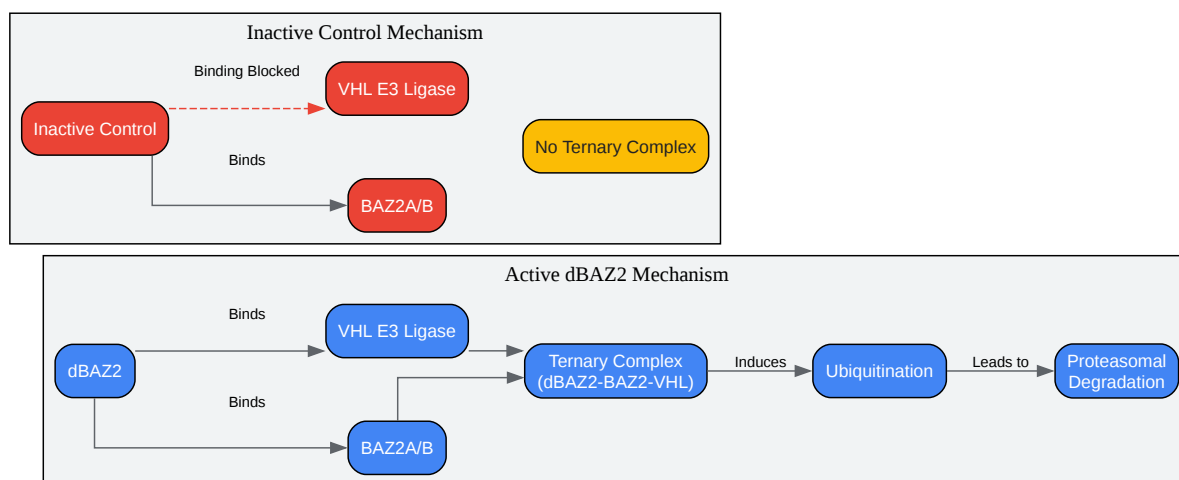 Inactive Control Mechanism
Binding Blocked
VHL E3 Ligase
Inactive Control
No Ternary Complex
Binds
BAZ2A/B
Active dBAZ2 Mechanism
Binds
VHL E3 Ligase
dBAZ2
Ternary Complex
(dBAZ2-BAZ2-VHL)
Induces
Ubiquitination
Leads to
Proteasomal
Degradation
Binds
BAZ2A/B